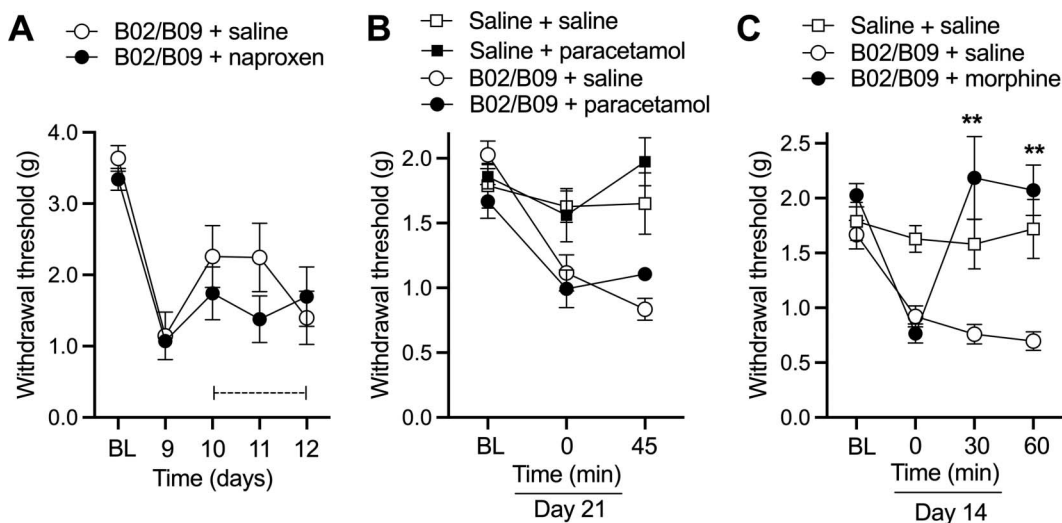 A
B02/B09 + saline
B02/B09 + naproxen
Withdrawal threshold (g)
4.0
3.0
2.0
1.0
0.0
BL 9 10 11 12
Time (days)
B
Saline + saline
Saline + paracetamol
B02/B09 + saline
B02/B09 + paracetamol
Withdrawal threshold (g)
2.0
1.5
1.0
0.5
0.0
BL 0 45
Time (min)
Day 21
C
Saline + saline
B02/B09 + saline
B02/B09 + morphine
**
**
Withdrawal threshold (g)
2.5
2.0
1.5
1.0
0.5
0.0
BL 0 30 60
Time (min)
Day 14